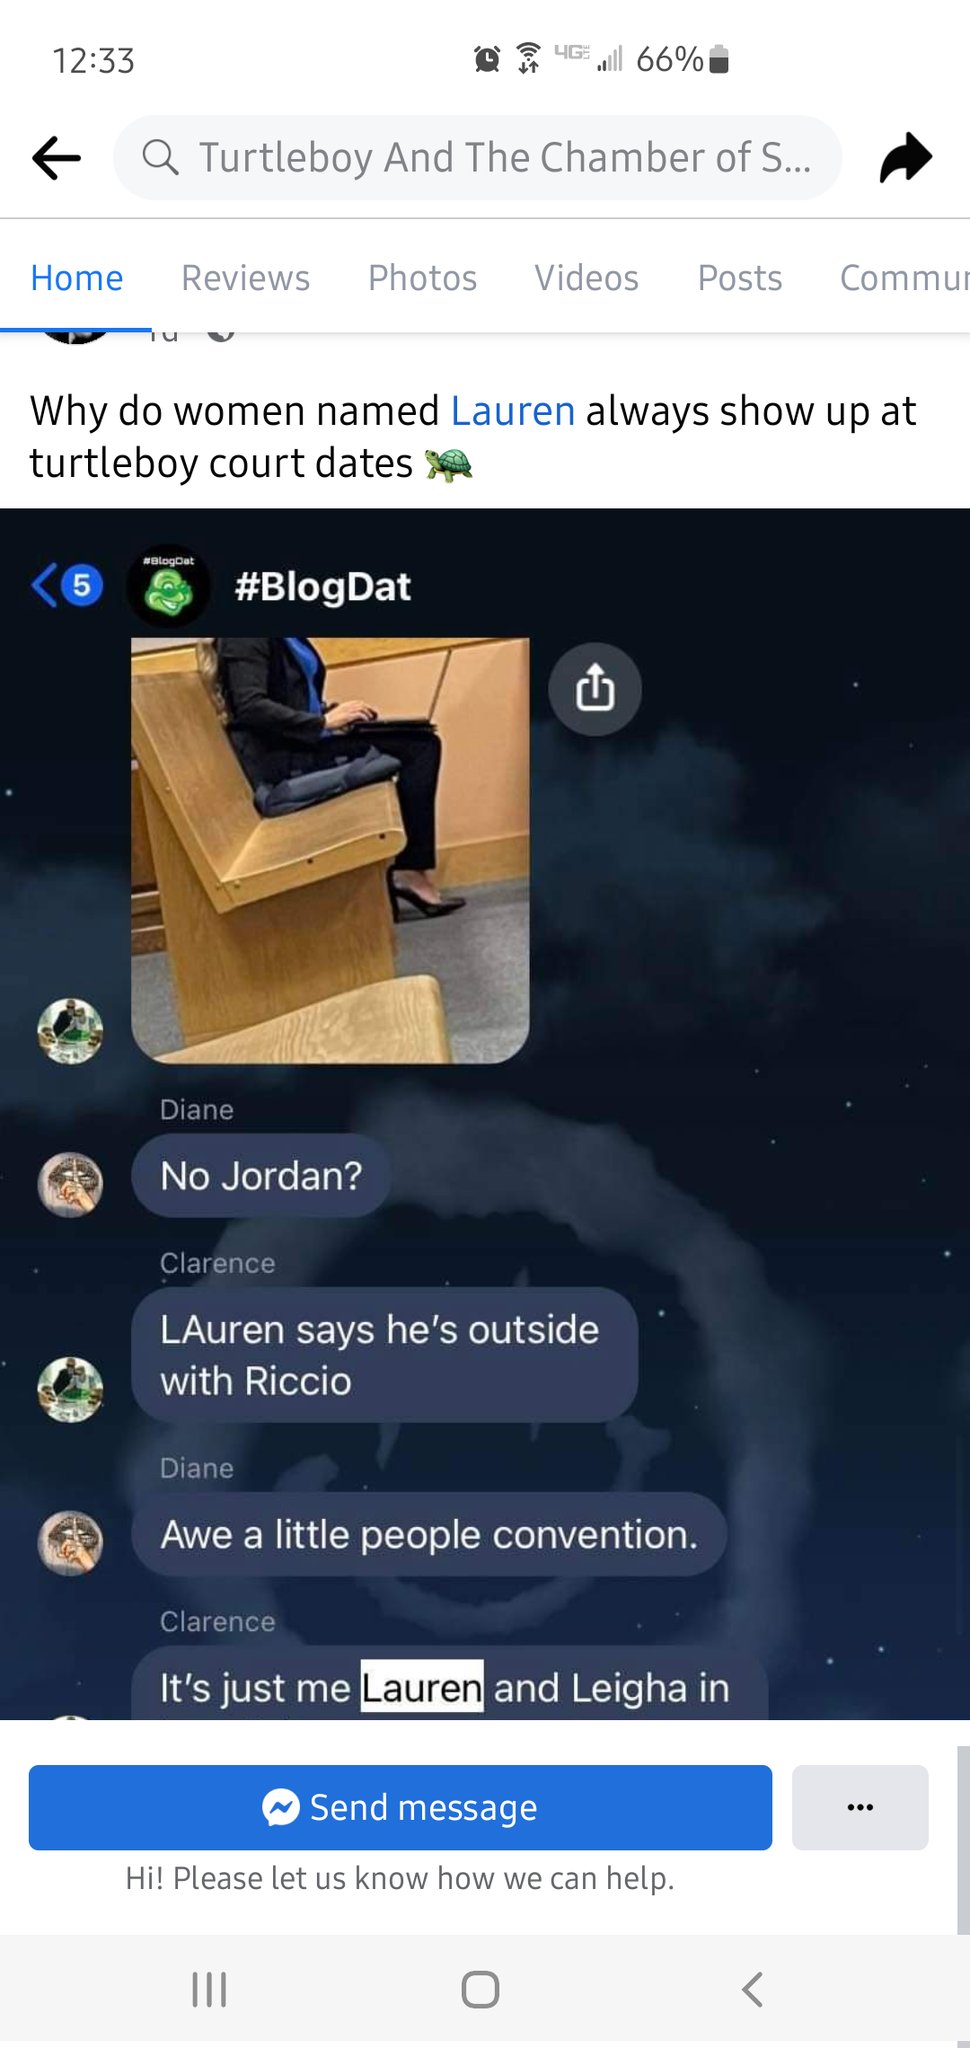 12:33
4GE 66%
Turtleboy And The Chamber of S...
Home Reviews Photos Videos Posts Commun
1d
Why do women named Lauren always show up at
turtleboy court dates
5 #BlogDat #BlogDat
Diane
No Jordan?
Clarence
LAuren says he's outside
with Riccio
Diane
Awe a little people convention.
Clarence
It's just me Lauren and Leigha in
Send message
...
Hi! Please let us know how we can help.